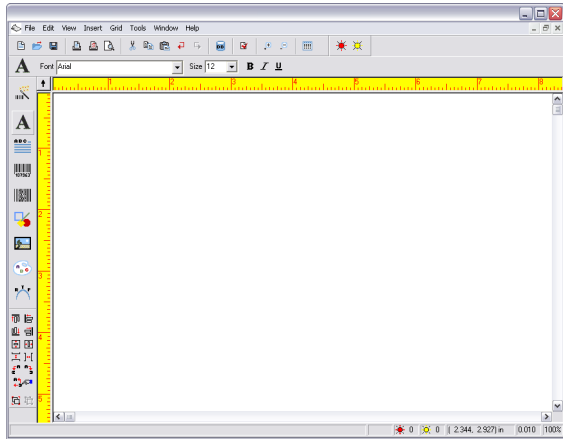 File Edit View Insert Grid Tools Window Help
Font Arial Size 12 B I U
1 2 3 4 5 6 7 8
A
1
2
3
4
5
0 0 ( 2.344, 2.927) in 0.010 100%